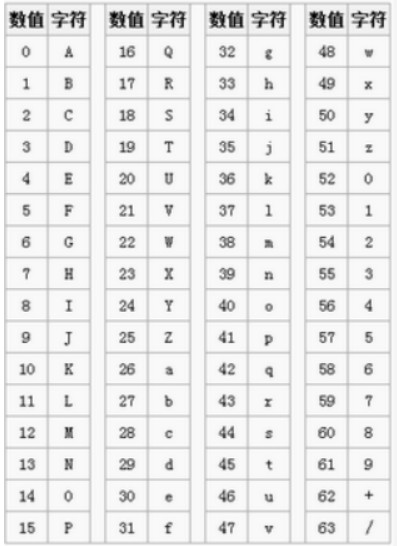 数值 字符 数值 字符 数值 字符 数值 字符
0 A 16 Q 32 g 48 w
1 B 17 R 33 h 49 x
2 C 18 S 34 i 50 y
3 D 19 T 35 j 51 z
4 E 20 U 36 k 52 0
5 F 21 V 37 l 53 1
6 G 22 W 38 m 54 2
7 H 23 X 39 n 55 3
8 I 24 Y 40 o 56 4
9 J 25 Z 41 p 57 5
10 K 26 a 42 q 58 6
11 L 27 b 43 r 59 7
12 M 28 c 44 s 60 8
13 N 29 d 45 t 61 9
14 O 30 e 46 u 62 +
15 P 31 f 47 v 63 /